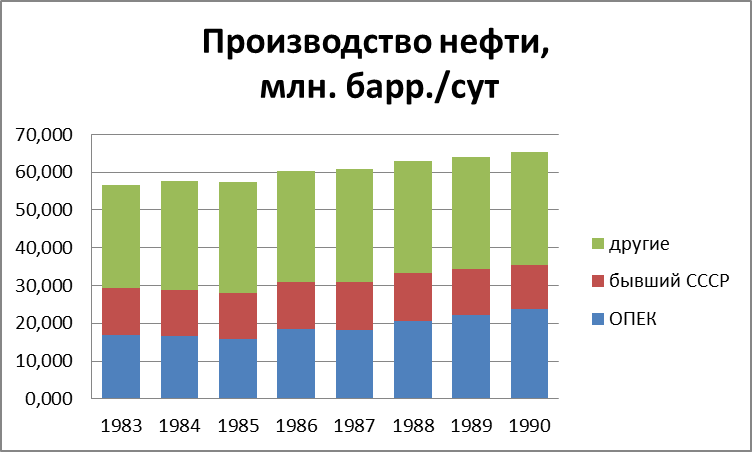 Производство нефти,
млн. барр./сут
70,000
60,000
50,000
40,000
30,000
20,000
10,000
0,000
1983 1984 1985 1986 1987 1988 1989 1990
другие
бывший СССР
ОПЕК